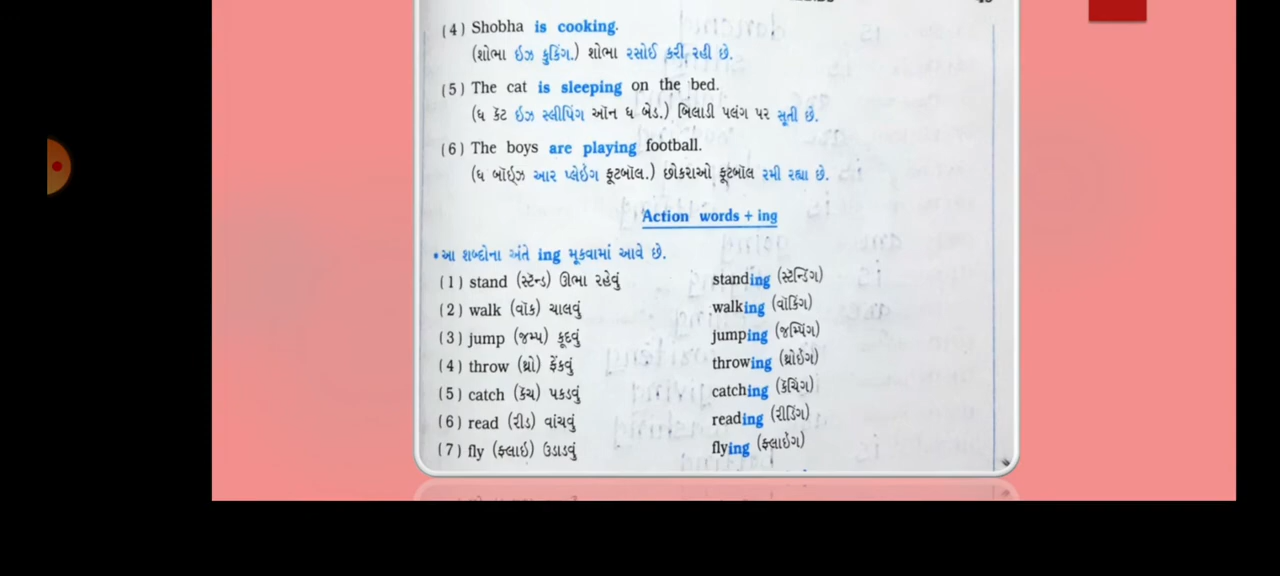 (4) Shobha is cooking.
(શોભા ઇઝ કુકિંગ.) શોભા રસોઈ કરી રહી છે.
(5) The cat is sleeping on the bed.
(ધ કૅટ ઇઝ સ્લીપિંગ ઑન ધ બેડ.) બિલાડી પલંગ પર સૂતી છે.
(6) The boys are playing football.
(ધ બૉઇઝ આર પ્લેઇંગ ફૂટબૉલ.) છોકરાઓ ફૂટબૉલ રમી રહ્યા છે.
Action words + ing
• આ શબ્દોના અંતે ing મૂકવામાં આવે છે.
(1) stand (સ્ટૅન્ડ) ઊભા રહેવું standing (સ્ટૅન્ડિંગ)
(2) walk (વૉક) ચાલવું walking (વૉકિંગ)
(3) jump (જમ્પ) કૂદવું jumping (જમ્પિંગ)
(4) throw (થ્રો) ફેંકવું throwing (થ્રોઇંગ)
(5) catch (કૅચ) પકડવું catching (કૅચિંગ)
(6) read (રીડ) વાંચવું reading (રીડિંગ)
(7) fly (ફ્લાઇ) ઉડાડવું flying (ફ્લાઇંગ)